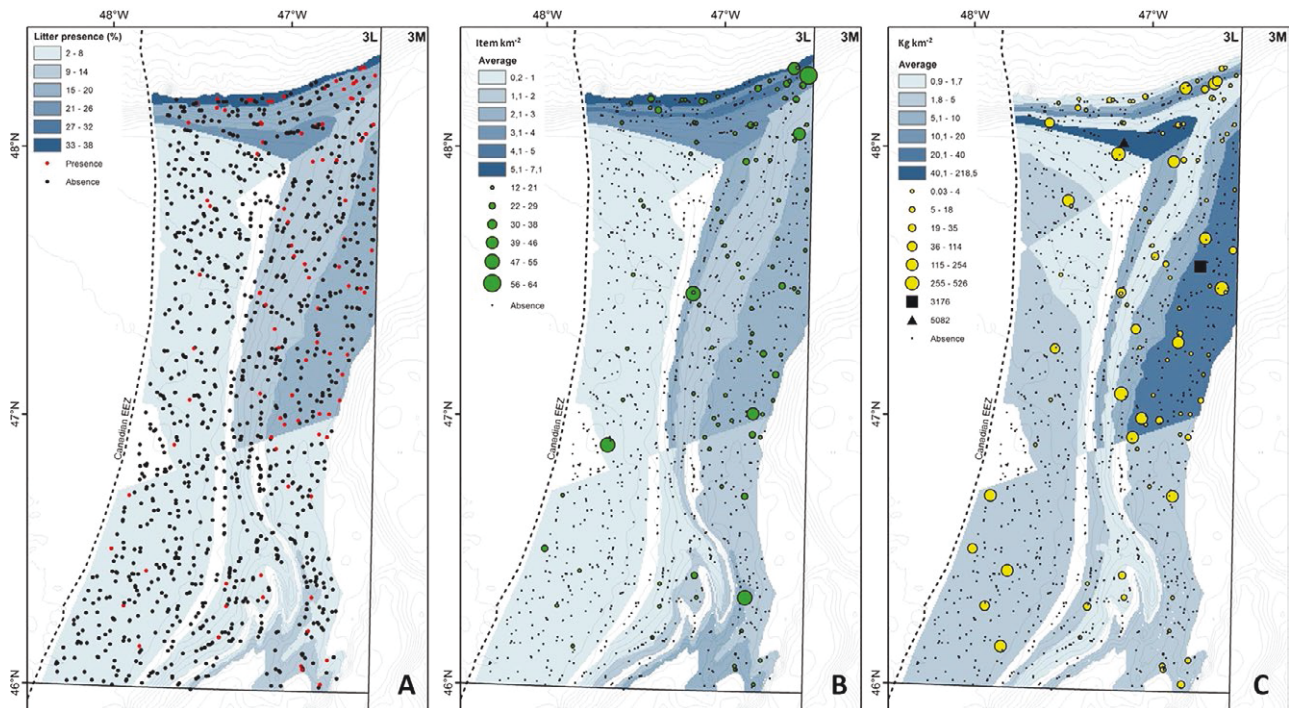 48°W
47°W
Litter presence (%)
2 - 8
9 - 14
15 - 20
21 - 26
27 - 32
33 - 38
Presence
Absence
3L
3M
48°N
47°N
46°N
Canadian EEZ
A
48°W
47°W
Item km-2
Average
0,2 - 1
1,1 - 2
2,1 - 3
3,1 - 4
4,1 - 5
5,1 - 7,1
12 - 21
22 - 29
30 - 38
39 - 46
47 - 55
56 - 64
Absence
3L
3M
48°N
47°N
46°N
Canadian EEZ
B
48°W
47°W
Kg km-2
Average
0,9 - 1,7
1,8 - 5
5,1 - 10
10,1 - 20
20,1 - 40
40,1 - 218,5
0.03 - 4
5 - 18
19 - 35
36 - 114
115 - 254
255 - 526
3176
5082
Absence
3L
3M
48°N
47°N
46°N
Canadian EEZ
C